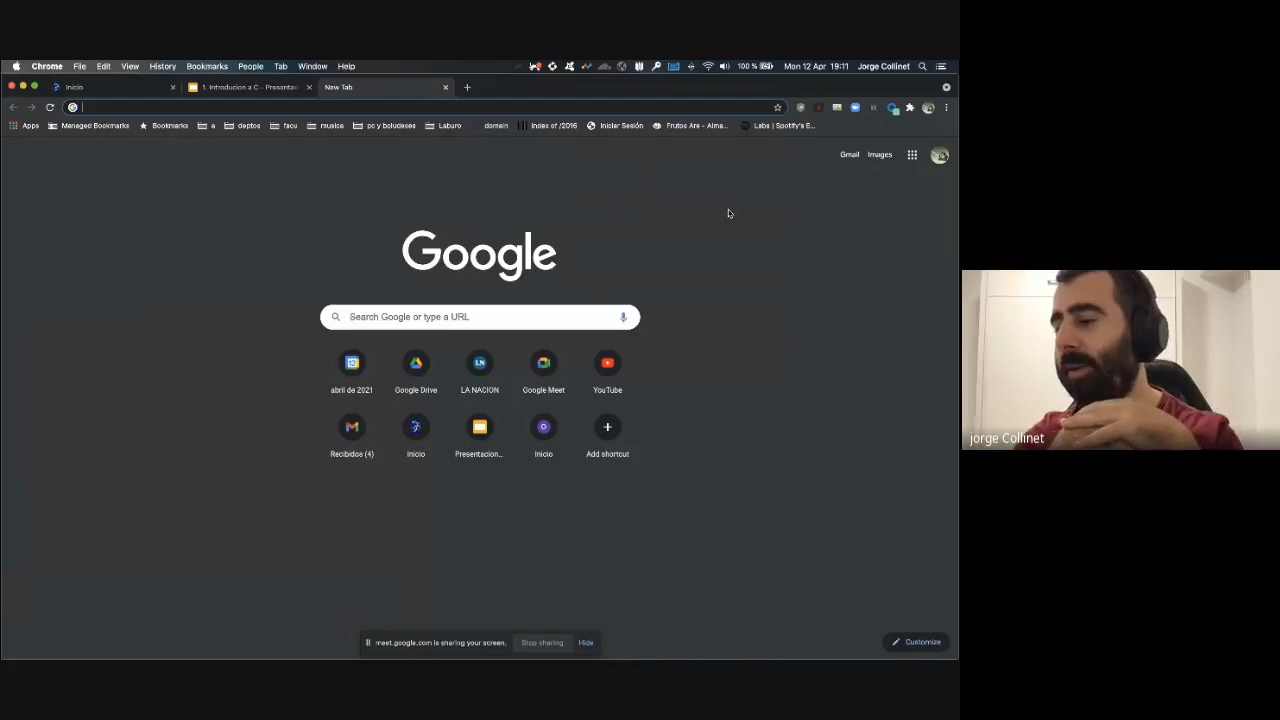 Chrome File Edit View History Bookmarks People Tab Window Help 100 % Mon 12 Apr 19:11 Jorge Collinet
Inicio 1. Introducion a C - Presentac New Tab
Apps Managed Bookmarks Bookmarks a deptos facu musica pc y boludeses Laburo domain Index of /2016 Iniciar Sesión Frutos Are - Alma... Labs | Spotify's E...
Gmail Images
Google
Search Google or type a URL
abril de 2021 Google Drive LA NACION Google Meet YouTube
Recibidos (4) Inicio Presentacion... Inicio Add shortcut
jorge Collinet
meet.google.com is sharing your screen. Stop sharing Hide
Customize